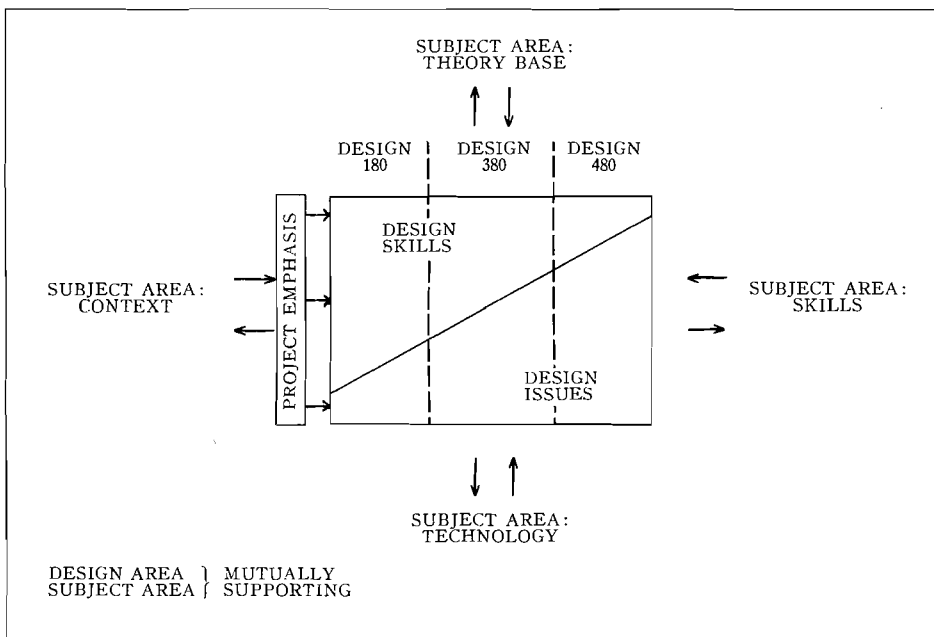 SUBJECT AREA:
THEORY BASE
DESIGN
180
DESIGN
380
DESIGN
480
PROJECT EMPHASIS
DESIGN
SKILLS
SUBJECT AREA:
CONTEXT
SUBJECT AREA:
SKILLS
DESIGN
ISSUES
SUBJECT AREA:
TECHNOLOGY
DESIGN AREA } MUTUALLY
SUBJECT AREA { SUPPORTING